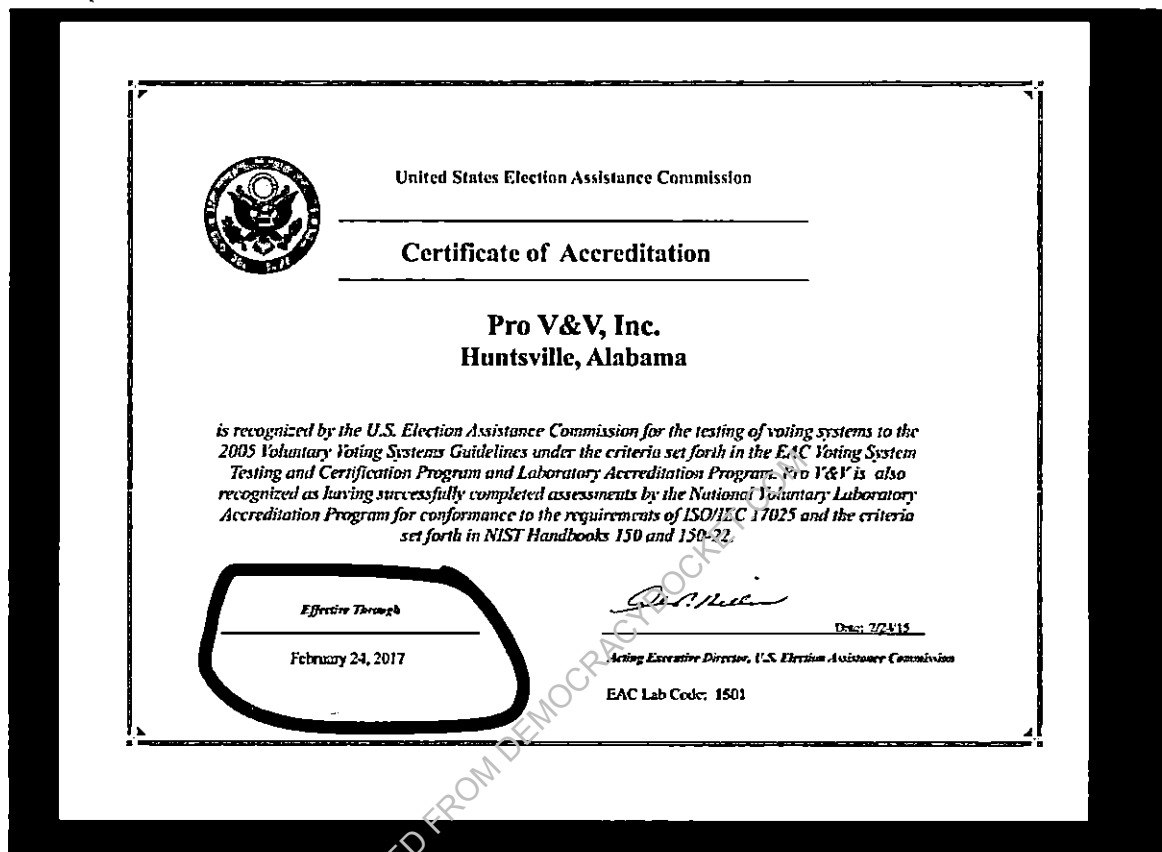 United States Election Assistance Commission
Certificate of Accreditation
Pro V&V, Inc.
Huntsville, Alabama
is recognized by the U.S. Election Assistance Commission for the testing of voting systems to the
2005 Voluntary Voting Systems Guidelines under the criteria set forth in the EAC Voting System
Testing and Certification Program and Laboratory Accreditation Program. Pro V&V is also
recognized as having successfully completed assessments by the National Voluntary Laboratory
Accreditation Program for conformance to the requirements of ISO/IEC 17025 and the criteria
set forth in NIST Handbooks 150 and 150-22.
Effective Through
February 24, 2017
Date: 2/24/15
Acting Executive Director, U.S. Election Assistance Commission
EAC Lab Code: 1501
FROM DEMOCRACYDOCKET.COM